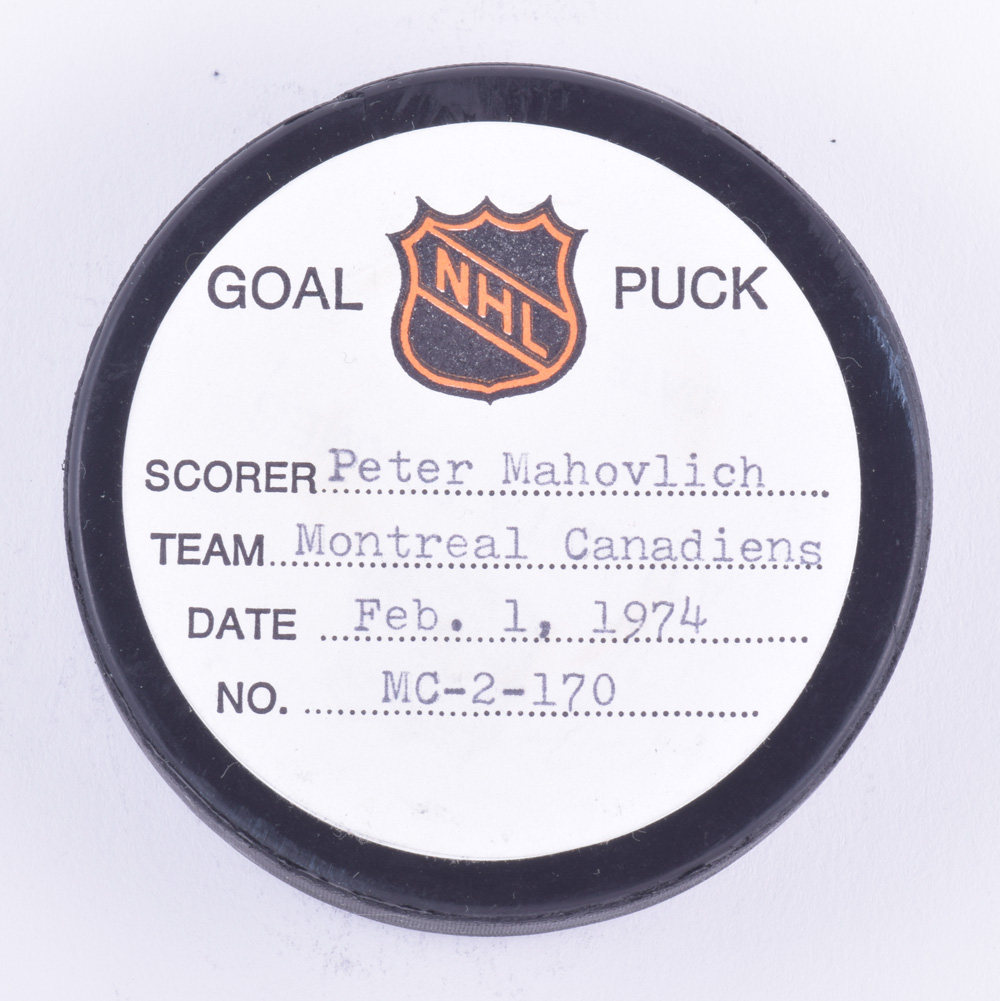 GOAL NHL PUCK
SCORER Peter Mahovlich
TEAM Montreal Canadiens
DATE Feb. 1, 1974
NO. MC-2-170